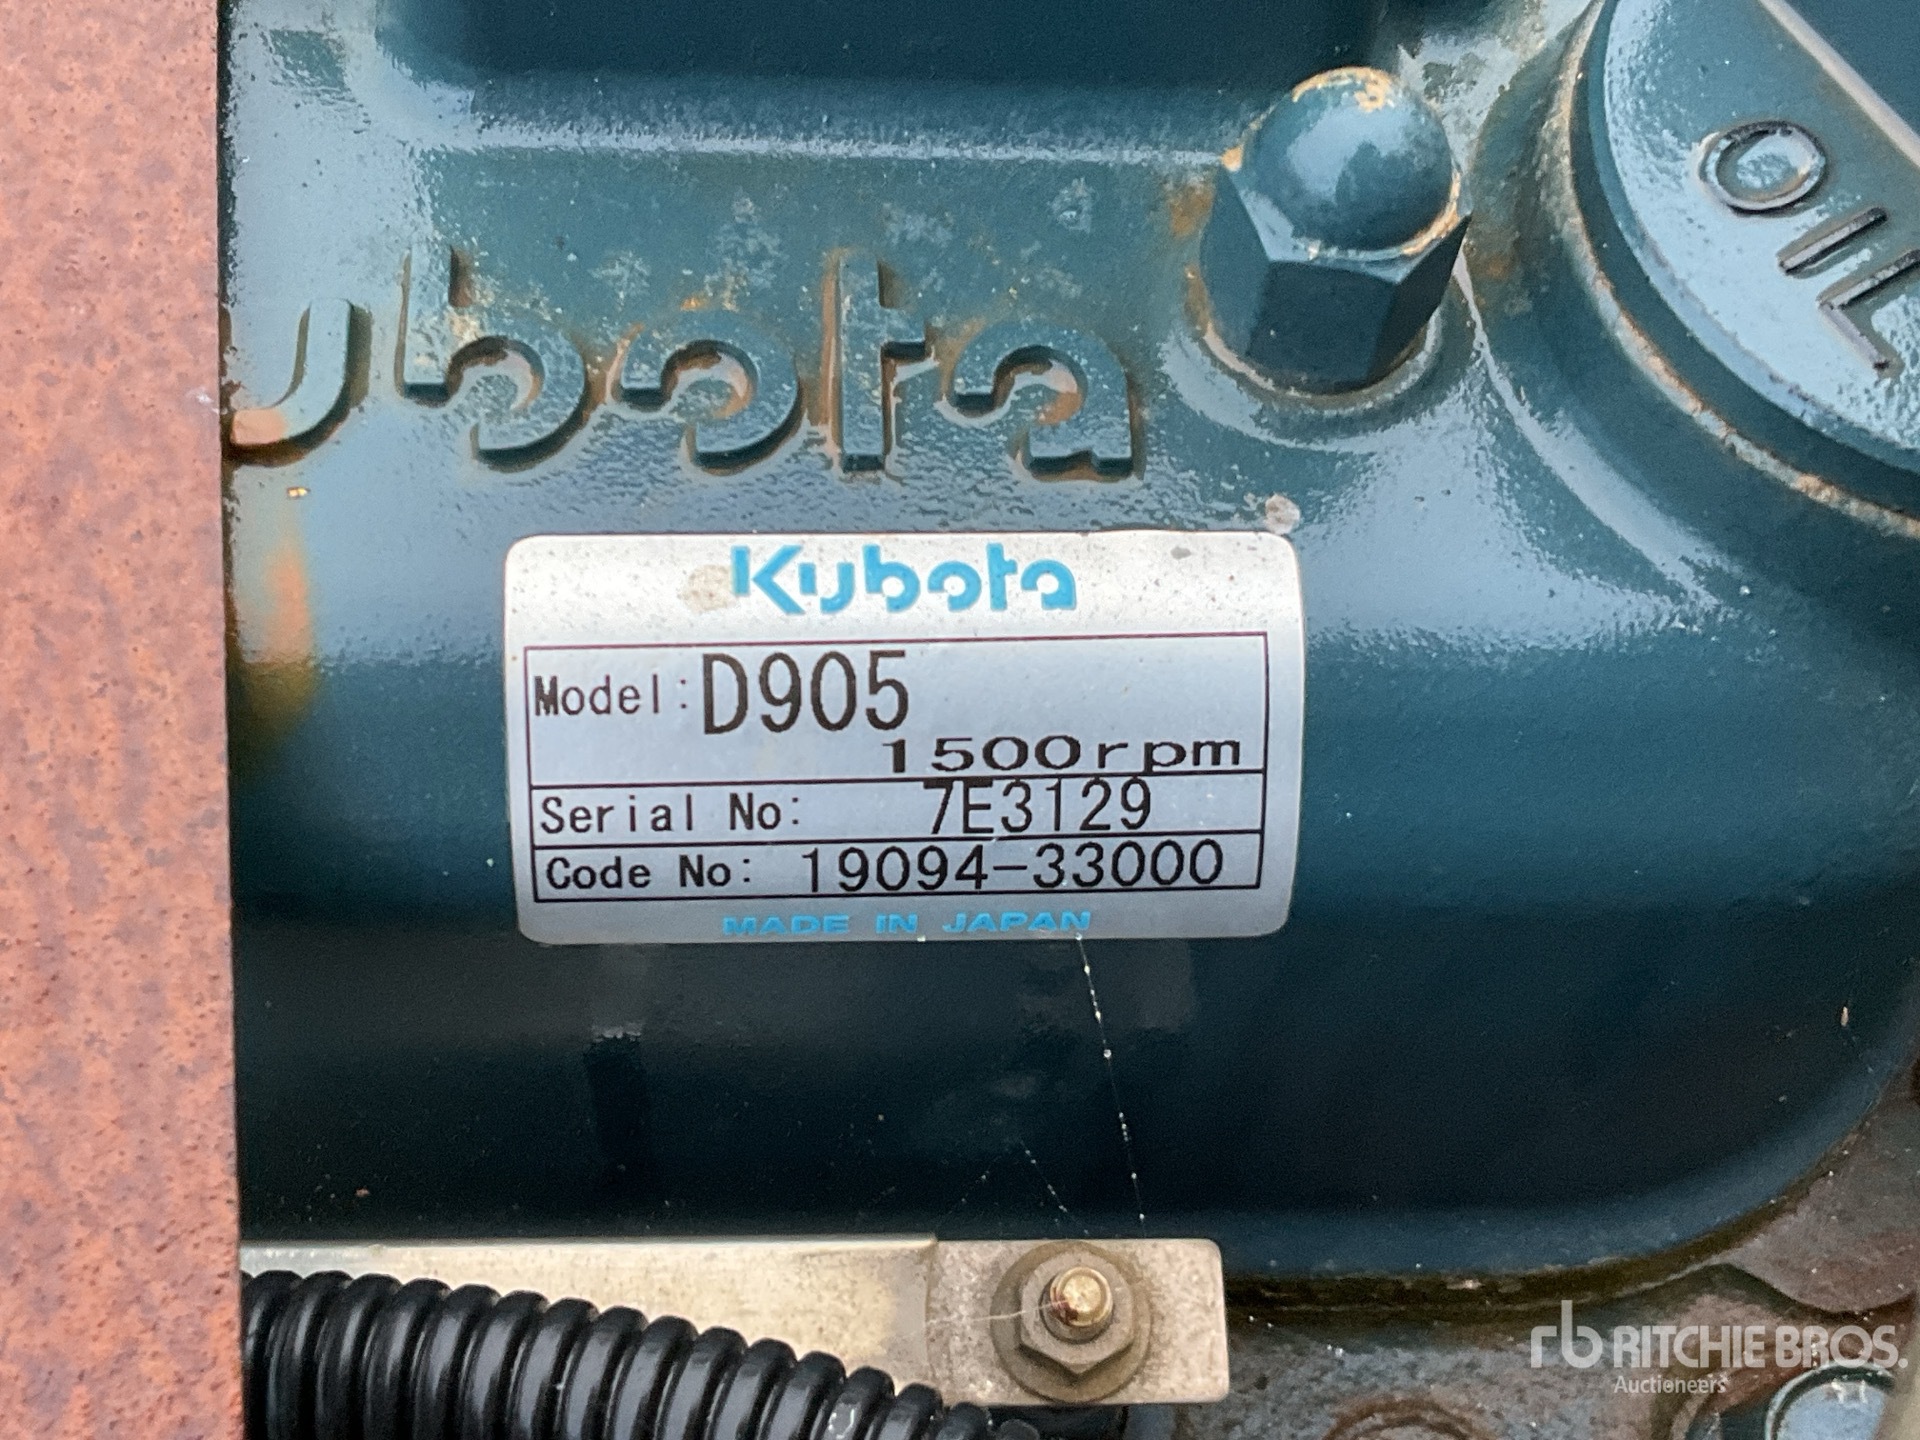 OIL
ubota
Kubota
Model: D905
1500rpm
Serial No: 7E3129
Code No: 19094-33000
MADE IN JAPAN
rb RITCHIE BROS.
Auctioneers